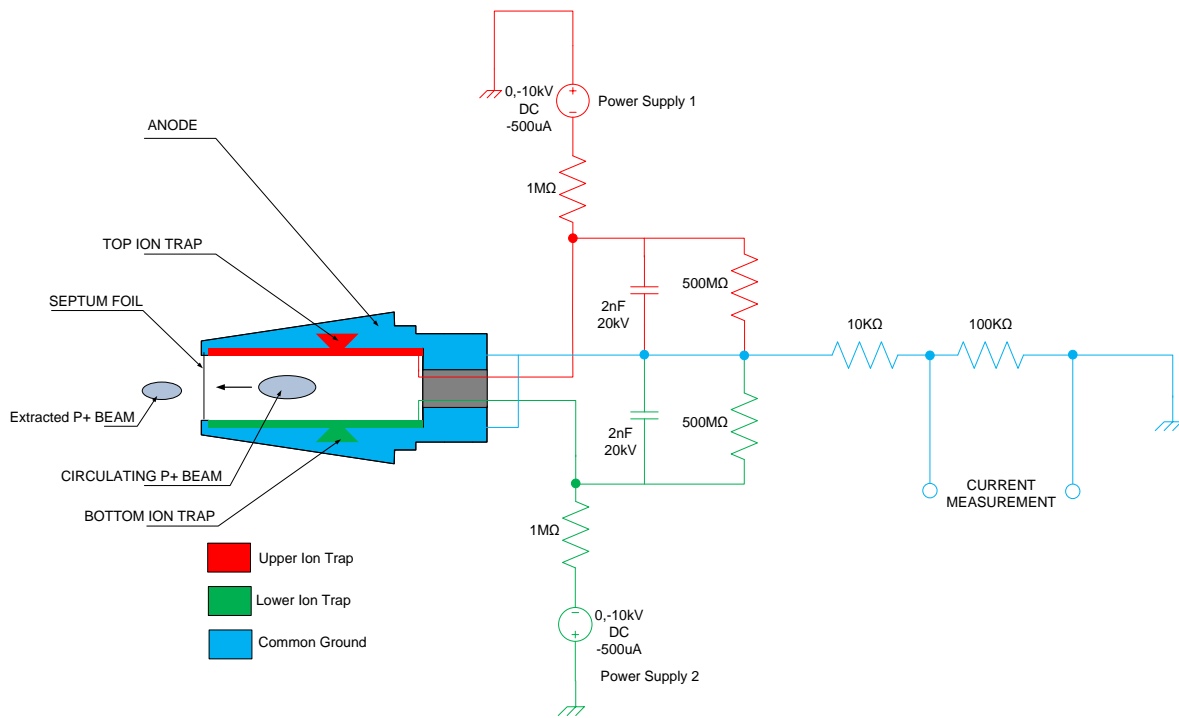 0,-10kV
DC
-500uA
Power Supply 1
ANODE
1MΩ
TOP ION TRAP
SEPTUM FOIL
2nF
20kV
500MΩ
10KΩ
100KΩ
Extracted P+ BEAM
CIRCULATING P+ BEAM
BOTTOM ION TRAP
2nF
20kV
500MΩ
CURRENT
MEASUREMENT
1MΩ
Upper Ion Trap
Lower Ion Trap
Common Ground
0,-10kV
DC
-500uA
Power Supply 2